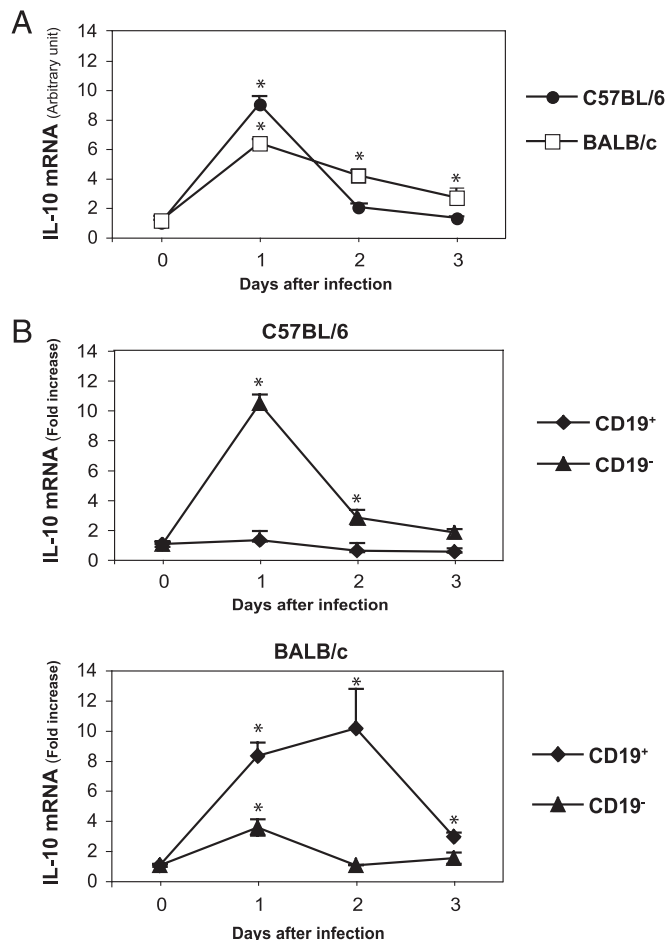 A
IL-10 mRNA (Arbitrary unit)
14
12
10
8
6
4
2
0
* * * *
0 1 2 3
Days after infection
C57BL/6
BALB/c
B
C57BL/6
IL-10 mRNA (Fold increase)
14
12
10
8
6
4
2
0
* *
0 1 2 3
Days after infection
CD19⁺
CD19⁻
BALB/c
IL-10 mRNA (Fold increase)
14
12
10
8
6
4
2
0
* * * *
0 1 2 3
Days after infection
CD19⁺
CD19⁻